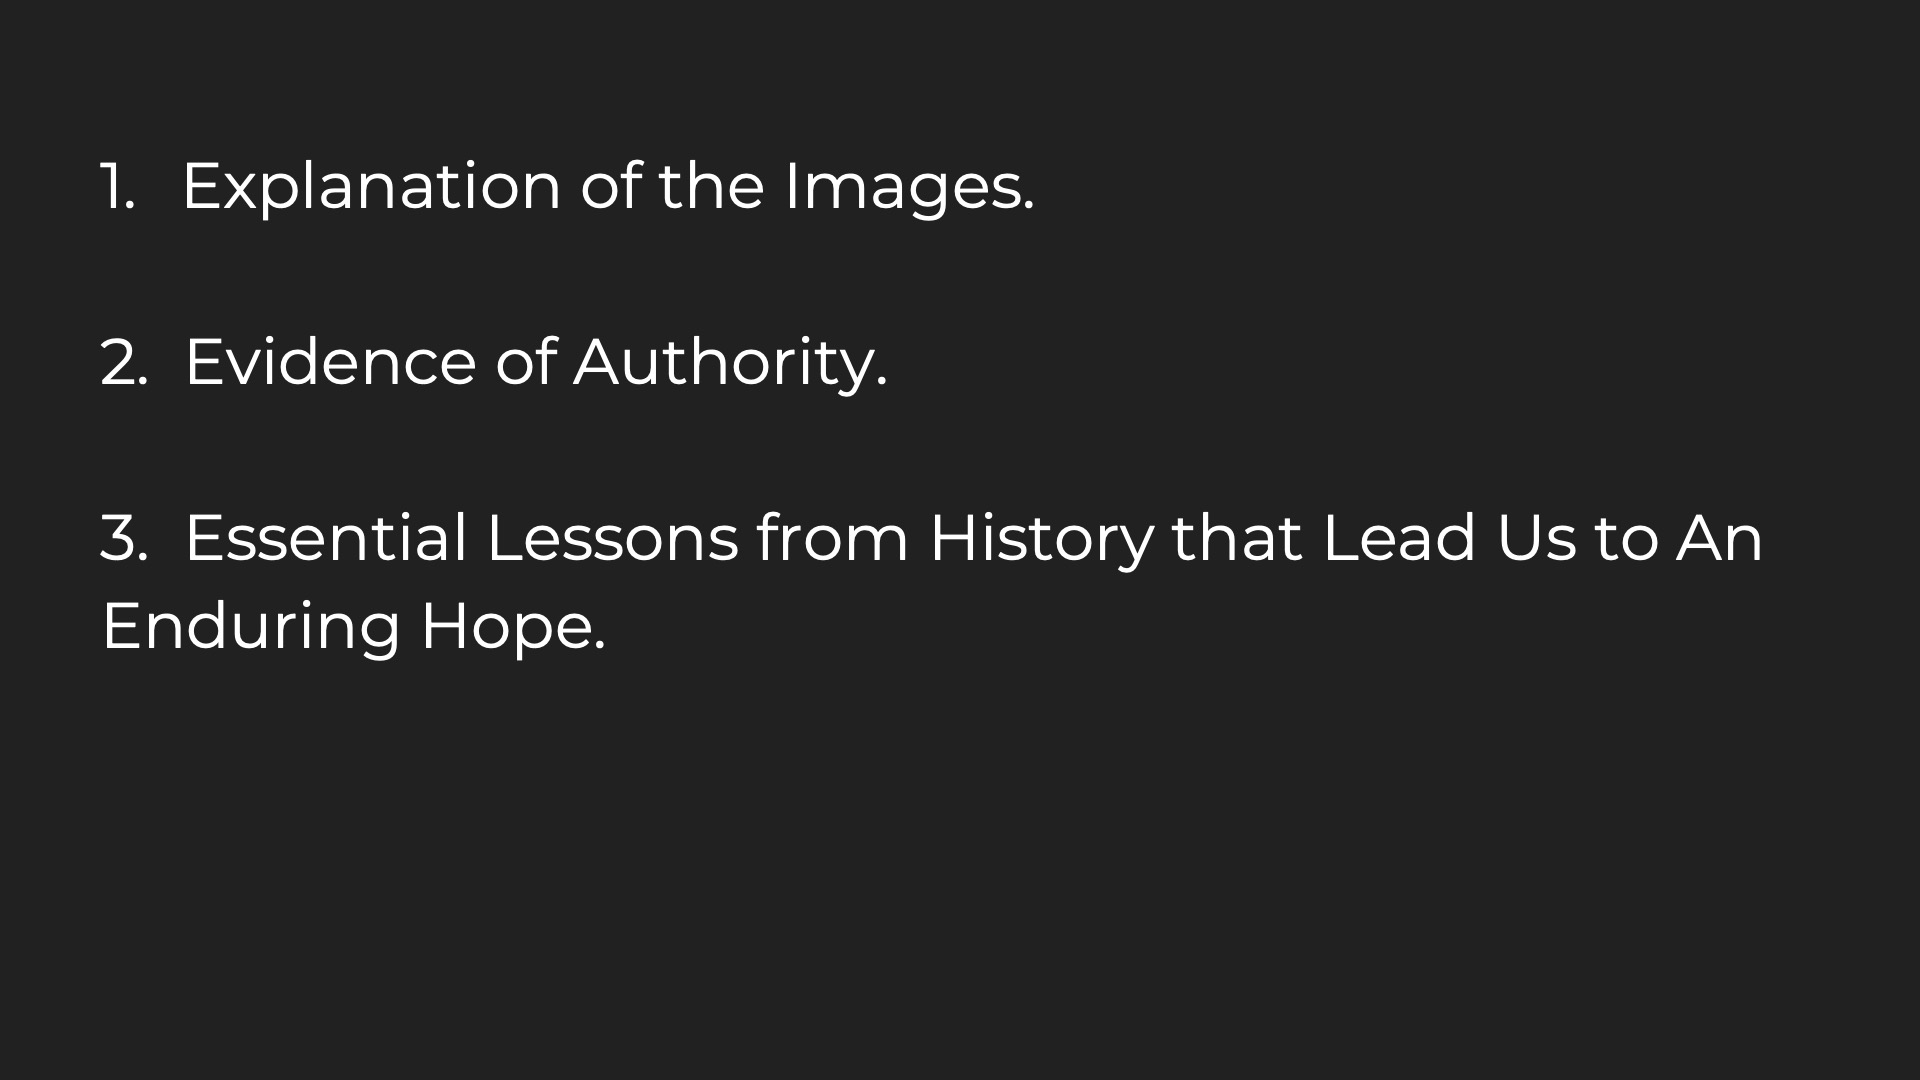 1. Explanation of the Images.
2. Evidence of Authority.
3. Essential Lessons from History that Lead Us to An
Enduring Hope.